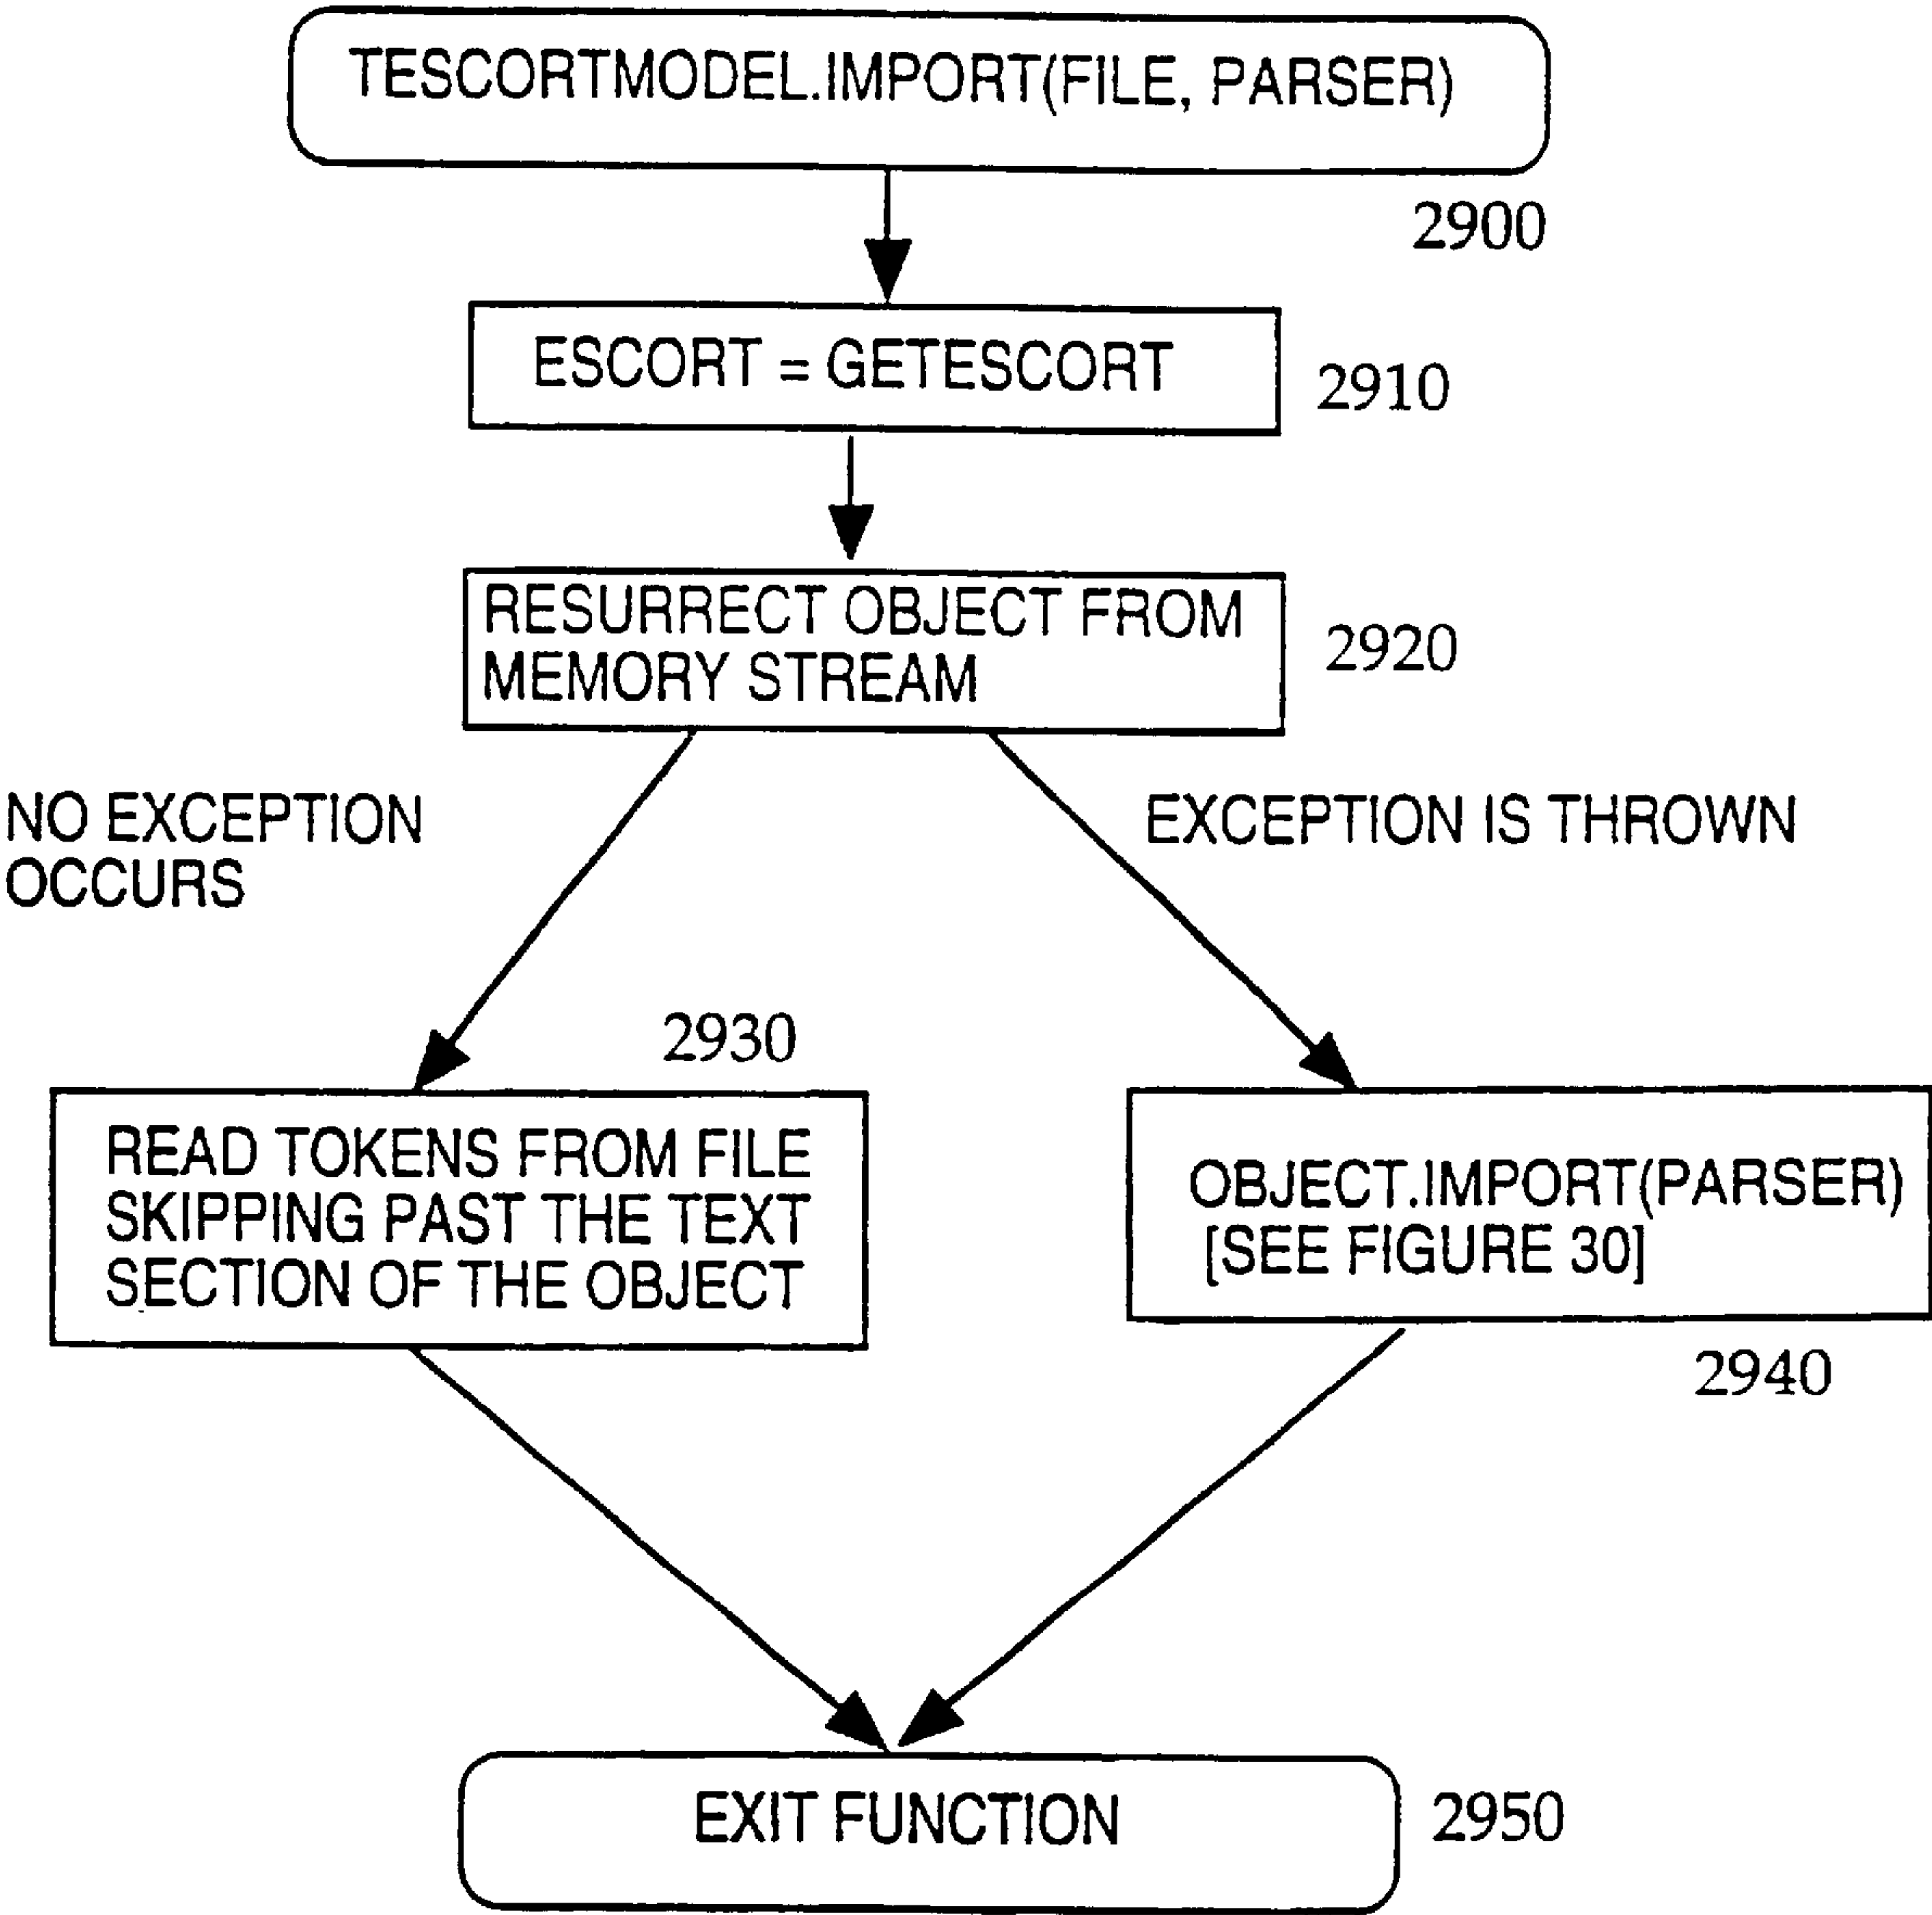 TESCORTMODEL.IMPORT(FILE, PARSER)
2900
ESCORT = GETESCORT
2910
RESURRECT OBJECT FROM
MEMORY STREAM
2920
NO EXCEPTION
OCCURS
EXCEPTION IS THROWN
2930
READ TOKENS FROM FILE
SKIPPING PAST THE TEXT
SECTION OF THE OBJECT
OBJECT.IMPORT(PARSER)
[SEE FIGURE 30]
2940
EXIT FUNCTION
2950